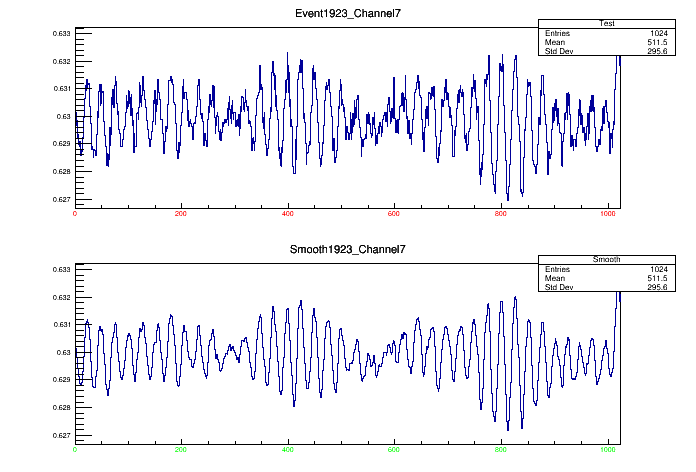 Event1923_Channel7
Test
Entries 1024
Mean 511.5
Std Dev 295.6
0.633
0.632
0.631
0.63
0.629
0.628
0.627
0 200 400 600 800 1000
Smooth1923_Channel7
Smooth
Entries 1024
Mean 511.5
Std Dev 295.6
0.633
0.632
0.631
0.63
0.629
0.628
0.627
0 200 400 600 800 1000